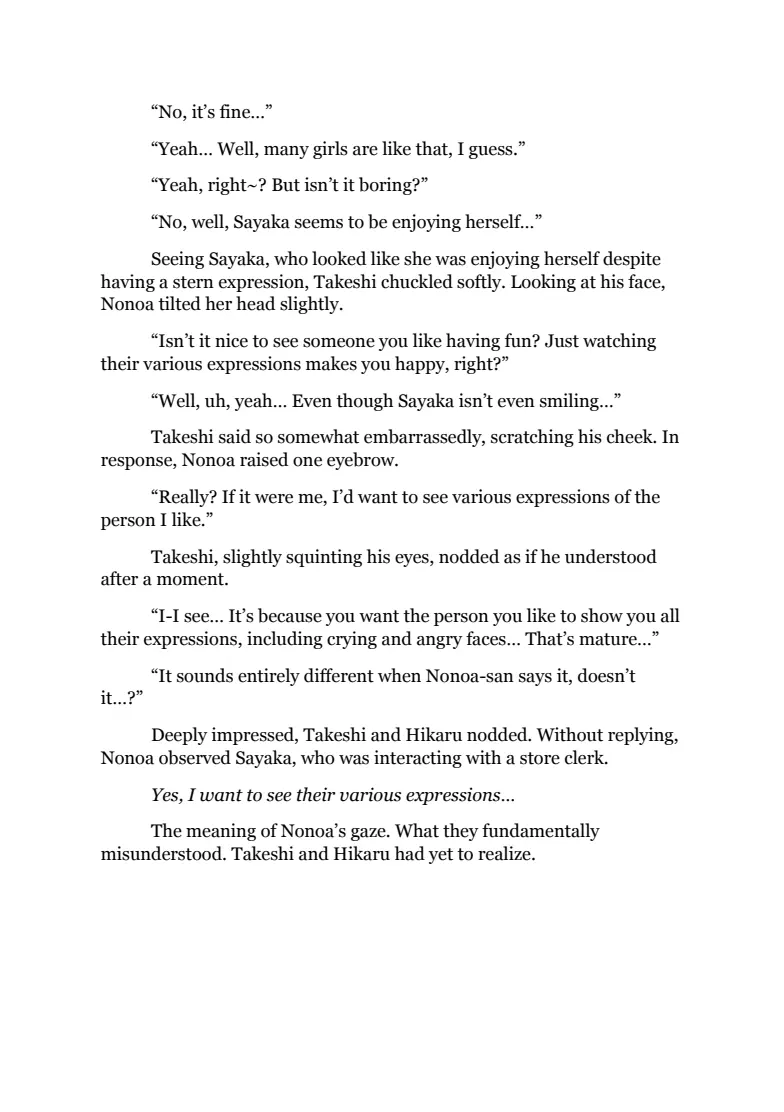 “No, it’s fine…”
“Yeah… Well, many girls are like that, I guess.”
“Yeah, right~? But isn’t it boring?”
“No, well, Sayaka seems to be enjoying herself…”
Seeing Sayaka, who looked like she was enjoying herself despite
having a stern expression, Takeshi chuckled softly. Looking at his face,
Nonoa tilted her head slightly.
“Isn’t it nice to see someone you like having fun? Just watching
their various expressions makes you happy, right?”
“Well, uh, yeah… Even though Sayaka isn’t even smiling…”
Takeshi said so somewhat embarrassedly, scratching his cheek. In
response, Nonoa raised one eyebrow.
“Really? If it were me, I’d want to see various expressions of the
person I like.”
Takeshi, slightly squinting his eyes, nodded as if he understood
after a moment.
“I-I see… It’s because you want the person you like to show you all
their expressions, including crying and angry faces… That’s mature…”
“It sounds entirely different when Nonoa-san says it, doesn’t
it…?”
Deeply impressed, Takeshi and Hikaru nodded. Without replying,
Nonoa observed Sayaka, who was interacting with a store clerk.
Yes, I want to see their various expressions…
The meaning of Nonoa’s gaze. What they fundamentally
misunderstood. Takeshi and Hikaru had yet to realize.